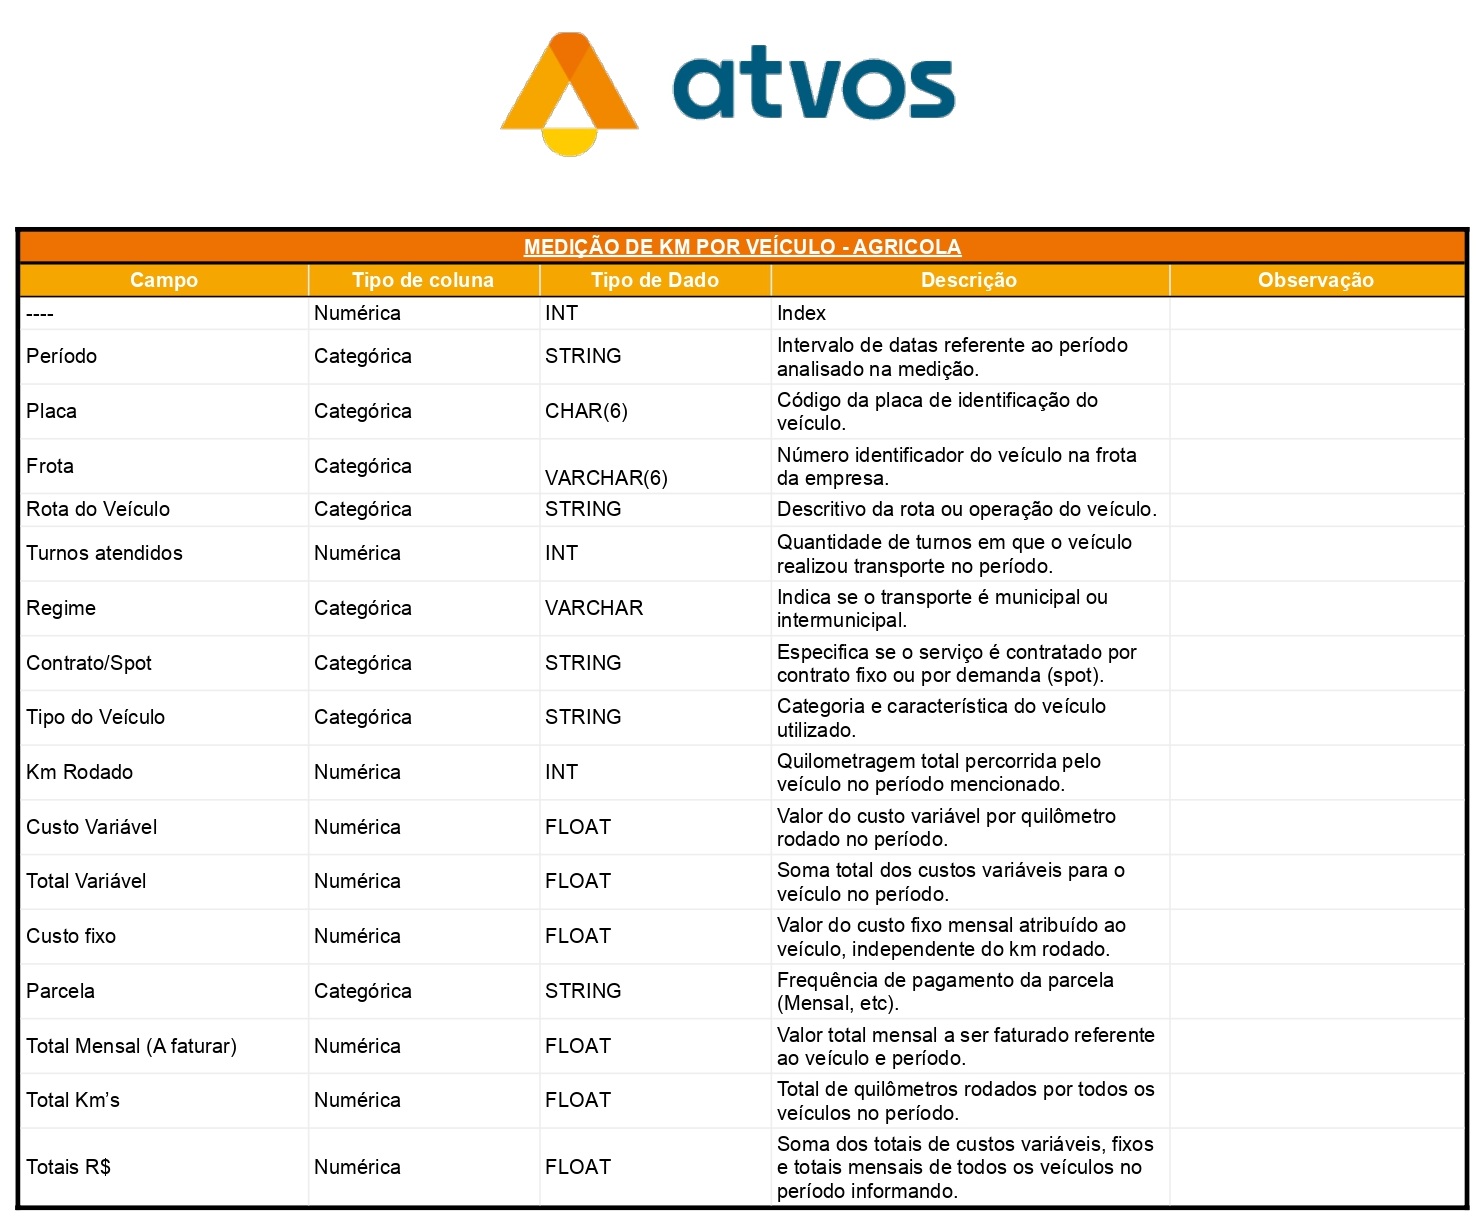 atvos
MEDIÇÃO DE KM POR VEÍCULO - AGRICOLA
Campo Tipo de coluna Tipo de Dado Descrição Observação
---- Numérica INT Index
Período Categórica STRING Intervalo de datas referente ao período
analisado na medição.
Placa Categórica CHAR(6) Código da placa de identificação do
veículo.
Frota Categórica VARCHAR(6) Número identificador do veículo na frota
da empresa.
Rota do Veículo Categórica STRING Descritivo da rota ou operação do veículo.
Turnos atendidos Numérica INT Quantidade de turnos em que o veículo
realizou transporte no período.
Regime Categórica VARCHAR Indica se o transporte é municipal ou
intermunicipal.
Contrato/Spot Categórica STRING Especifica se o serviço é contratado por
contrato fixo ou por demanda (spot).
Tipo do Veículo Categórica STRING Categoria e característica do veículo
utilizado.
Km Rodado Numérica INT Quilometragem total percorrida pelo
veículo no período mencionado.
Custo Variável Numérica FLOAT Valor do custo variável por quilômetro
rodado no período.
Total Variável Numérica FLOAT Soma total dos custos variáveis para o
veículo no período.
Custo fixo Numérica FLOAT Valor do custo fixo mensal atribuído ao
veículo, independente do km rodado.
Parcela Categórica STRING Frequência de pagamento da parcela
(Mensal, etc).
Total Mensal (A faturar) Numérica FLOAT Valor total mensal a ser faturado referente
ao veículo e período.
Total Km’s Numérica FLOAT Total de quilômetros rodados por todos os
veículos no período.
Totais R$ Numérica FLOAT Soma dos totais de custos variáveis, fixos
e totais mensais de todos os veículos no
período informando.